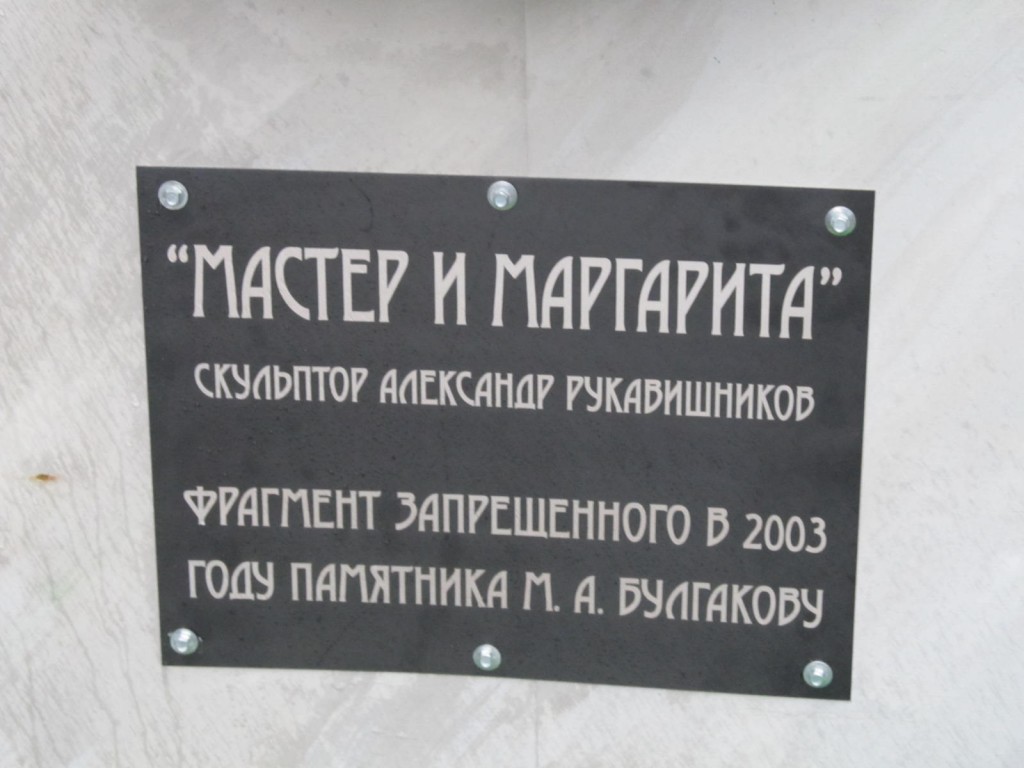 “МАСТЕР И МАРГАРИТА”
СКУЛЬПТОР АЛЕКСАНДР РУКАВИШНИКОВ
ФРАГМЕНТ ЗАПРЕЩЕННОГО В 2003
ГОДУ ПАМЯТНИКА М. А. БУЛГАКОВУ